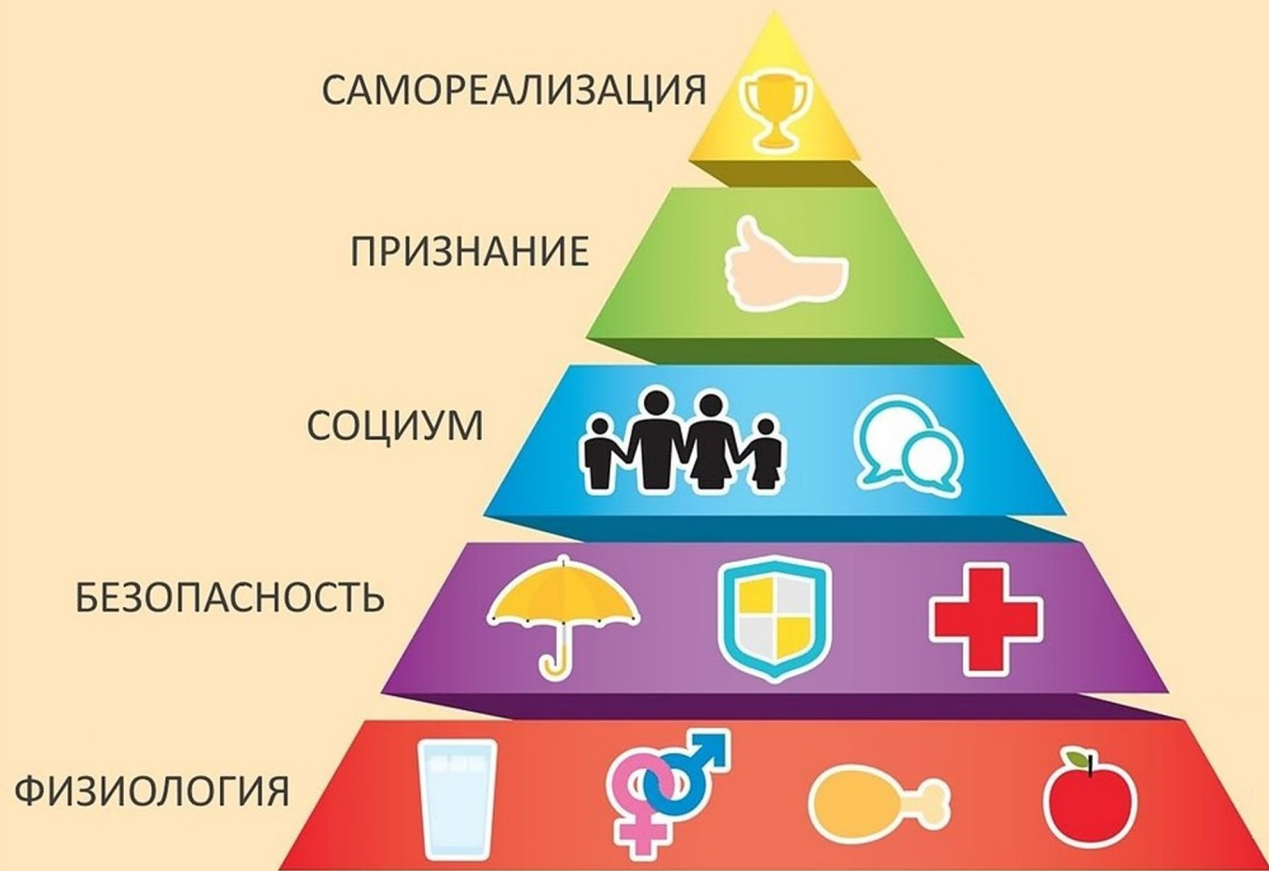 САМОРЕАЛИЗАЦИЯ
ПРИЗНАНИЕ
СОЦИУМ
БЕЗОПАСНОСТЬ
ФИЗИОЛОГИЯ